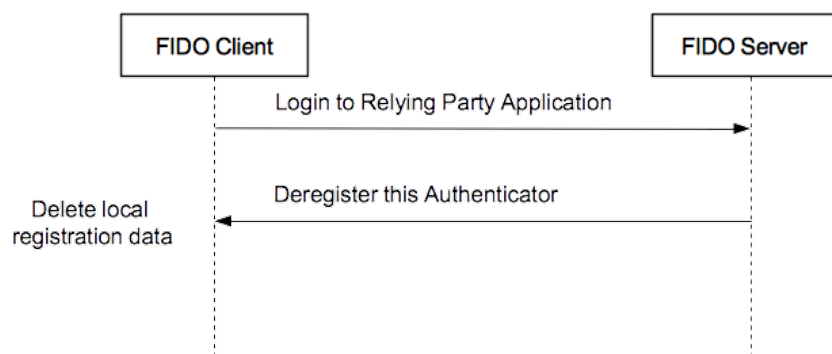 FIDO Client
FIDO Server
Login to Relying Party Application
Deregister this Authenticator
Delete local
registration data